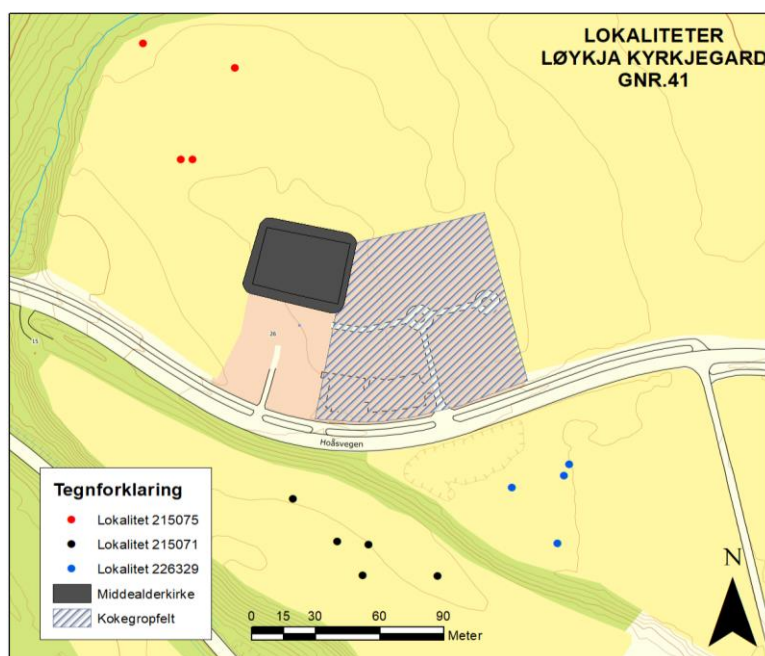 LOKALITETER
LØYKJA KYRKJEGARD
GNR.41
Hoåsvegen
Tegnforklaring
Lokalitet 215075
Lokalitet 215071
Lokalitet 226329
Middealderkirke
Kokegropfelt
0 15 30 60 90
Meter
N